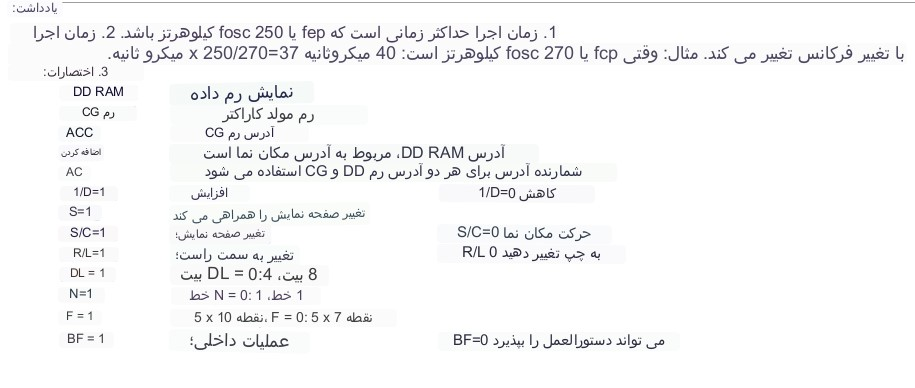 یادداشت:
1. زمان اجرا حداکثر زمانی است که fep یا fosc 250 کیلوهرتز باشد. 2. زمان اجرا
با تغییر فرکانس تغییر می کند. مثال: وقتی fcp یا fosc 270 کیلوهرتز است: 40 میکروثانیه x 250/270=37 میکرو ثانیه.
3. اختصارات:
DD RAM نمایش رم داده
رم CG رم مولد کاراکتر
ACC آدرس رم CG
اضافه کردن آدرس DD RAM، مربوط به آدرس مکان نما است
AC شمارنده آدرس برای هر دو آدرس رم DD و CG استفاده می شود
1/D=1 افزایش 1/D=0 کاهش
S=1 تغییر صفحه نمایش را همراهی می کند
S/C=1 تغییر صفحه نمایش؛ S/C=0 حرکت مکان نما
R/L=1 تغییر به سمت راست؛ R/L 0 به چپ تغییر دهید
DL = 1 8 بیت، DL = 0:4 بیت
N=1 1 خط، N = 0: 1 خط
F = 1 5 x 10 نقطه، F = 0: 5 x 7 نقطه
BF = 1 عملیات داخلی؛ BF=0 می تواند دستورالعمل را بپذیرد